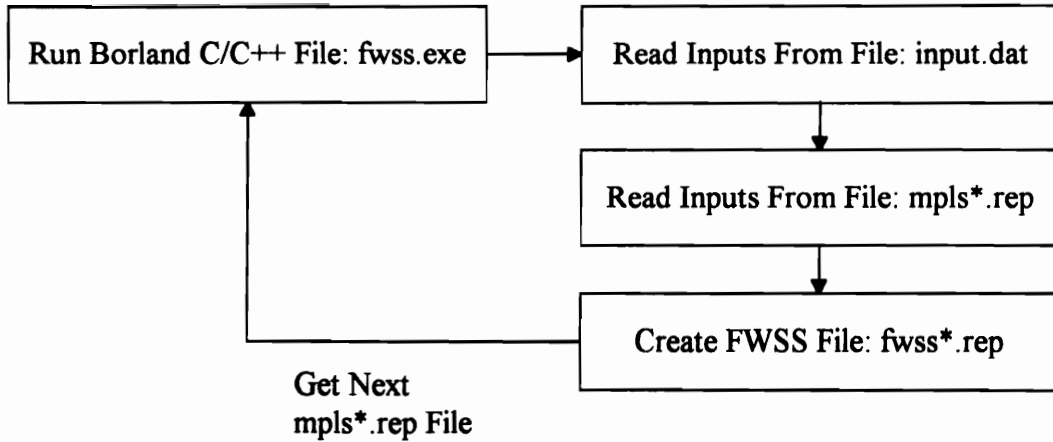 Run Borland C/C++ File: fwss.exe
Read Inputs From File: input.dat
Read Inputs From File: mpls*.rep
Create FWSS File: fwss*.rep
Get Next
mpls*.rep File